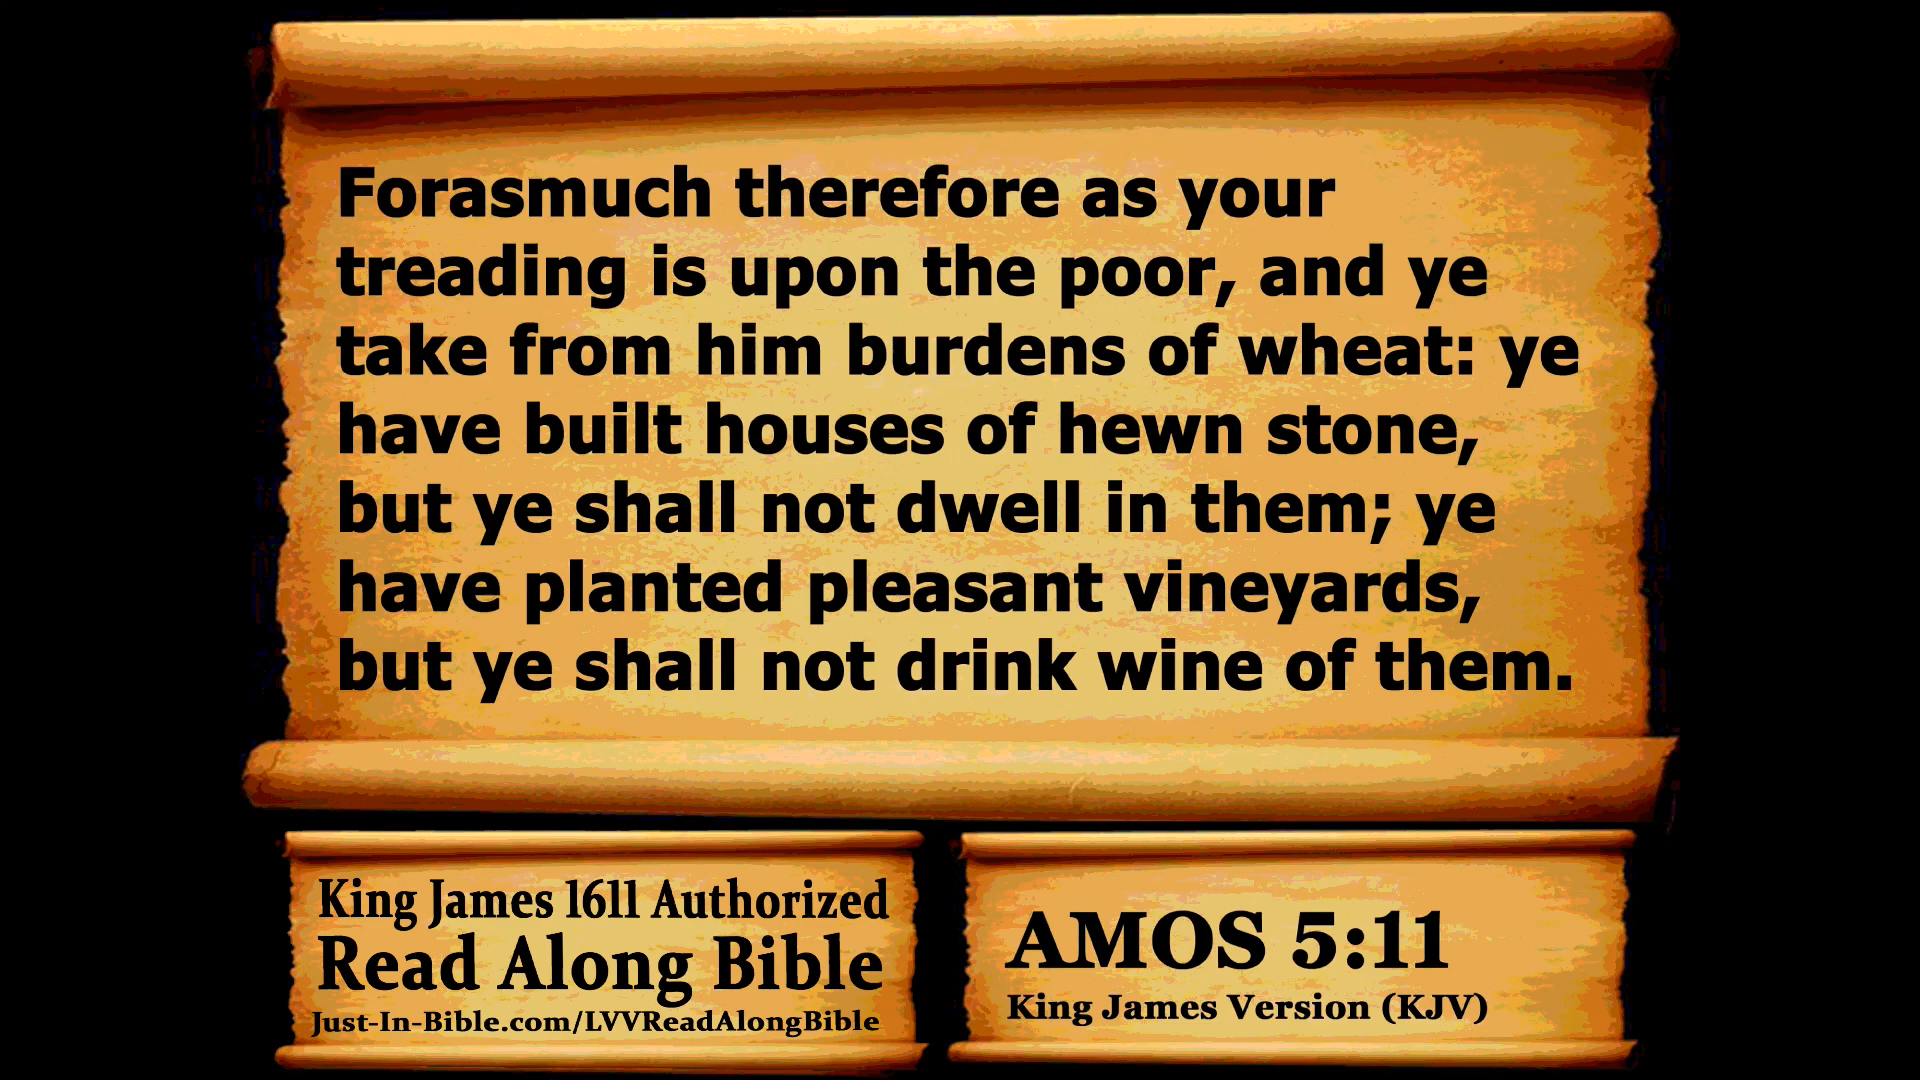 Forasmuch therefore as your
treading is upon the poor, and ye
take from him burdens of wheat: ye
have built houses of hewn stone,
but ye shall not dwell in them; ye
have planted pleasant vineyards,
but ye shall not drink wine of them.
King James 1611 Authorized
Read Along Bible
Just-In-Bible.com/LVVReadAlongBible
AMOS 5:11
King James Version (KJV)